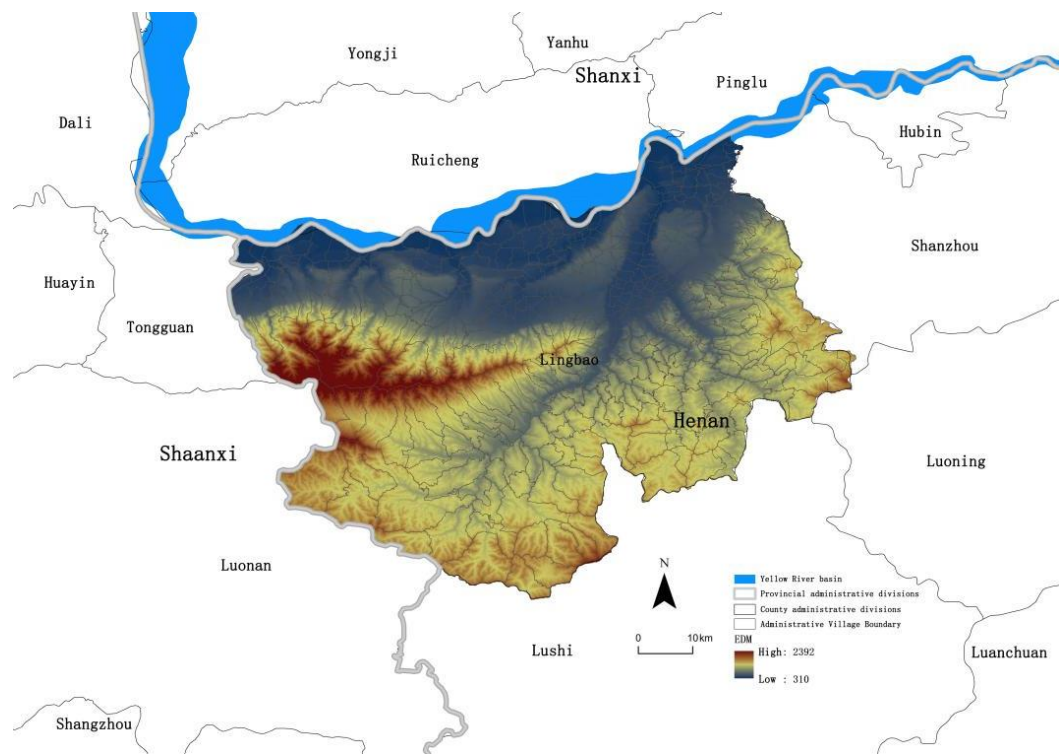 Yanhu
Yongji
Shanxi
Pinglu
Dali
Hubin
Ruicheng
Shanzhou
Huayin
Tongguan
Lingbao
Henan
Shaanxi
Luoning
Luonan
N
0 10km
Lushi
Yellow River basin
Provincial administrative divisions
County administrative divisions
Administrative Village Boundary
EDM
High: 2392
Low : 310
Luanchuan
Shangzhou